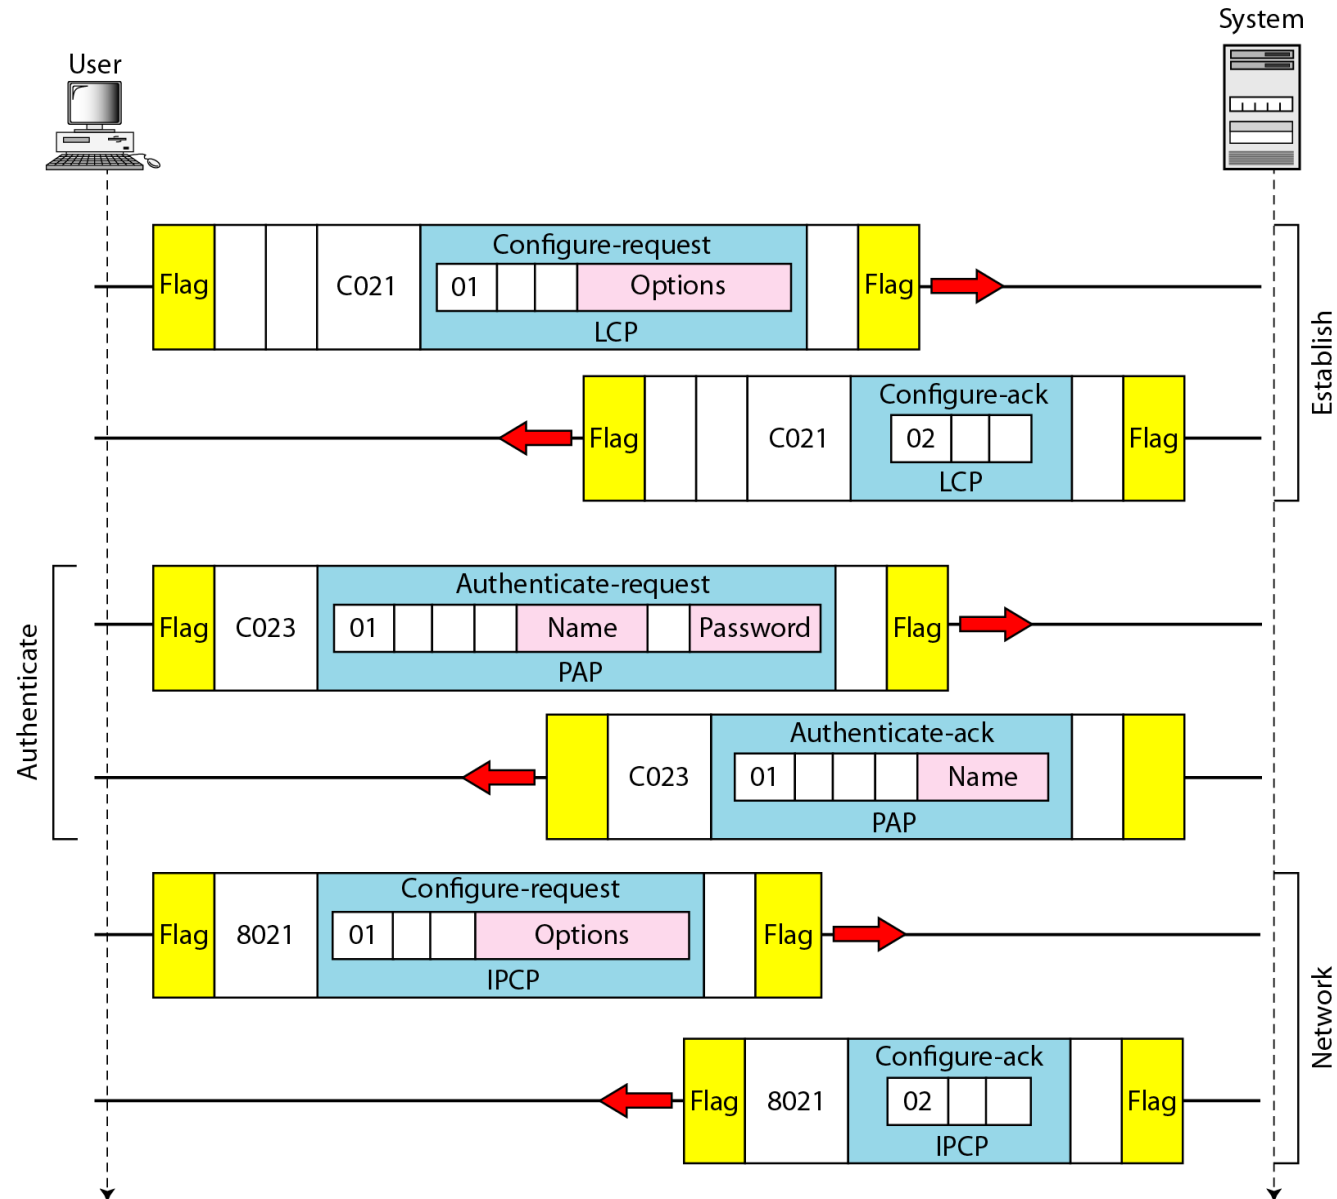 System
User
Configure-request
Flag C021 01 Options Flag
LCP
Establish
Configure-ack
Flag C021 02 Flag
LCP
Authenticate
Authenticate-request
Flag C023 01 Name Password Flag
PAP
Authenticate-ack
C023 01 Name
PAP
Configure-request
Flag 8021 01 Options Flag
IPCP
Network
Configure-ack
Flag 8021 02 Flag
IPCP